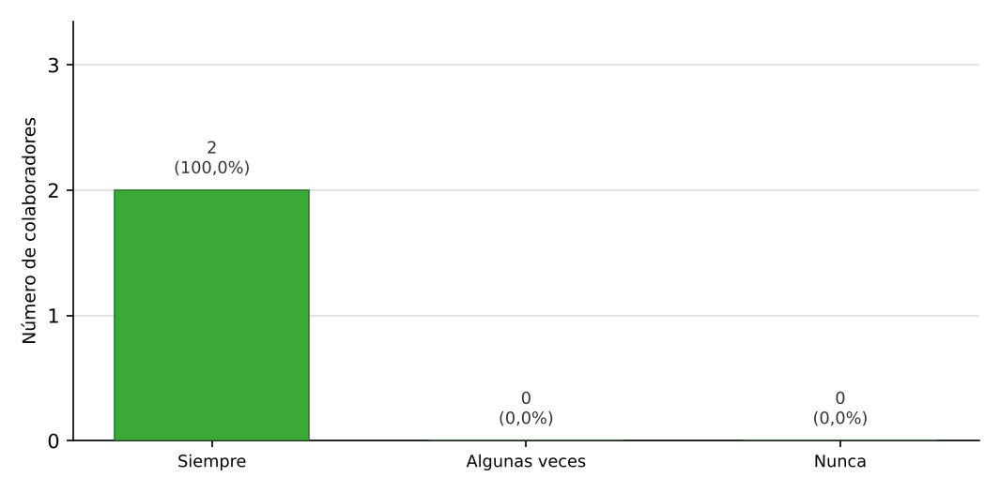 Número de colaboradores
3
2
1
0
2
(100,0%)
0
(0,0%)
0
(0,0%)
Siempre
Algunas veces
Nunca